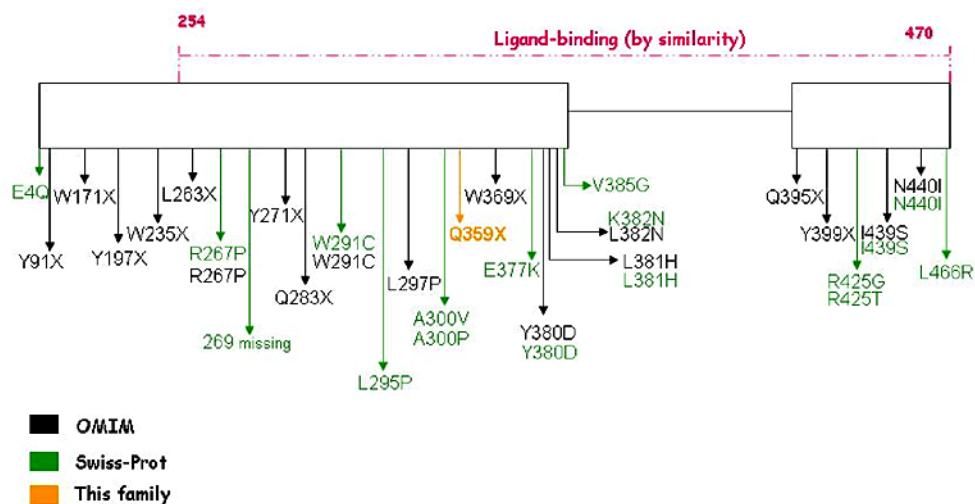 254
Ligand-binding (by similarity)
470
E4Q
Y91X
W171X
Y197X
W235X
L263X
R267P
R267P
269 missing
Y271X
Q283X
W291C
W291C
L295P
L297P
A300V
A300P
Q359X
W369X
E377K
Y380D
Y380D
V385G
K382N
L382N
L381H
L381H
Q395X
Y399X
R425G
R425T
I439S
I439S
N440I
N440I
L466R
OMIM
Swiss-Prot
This family